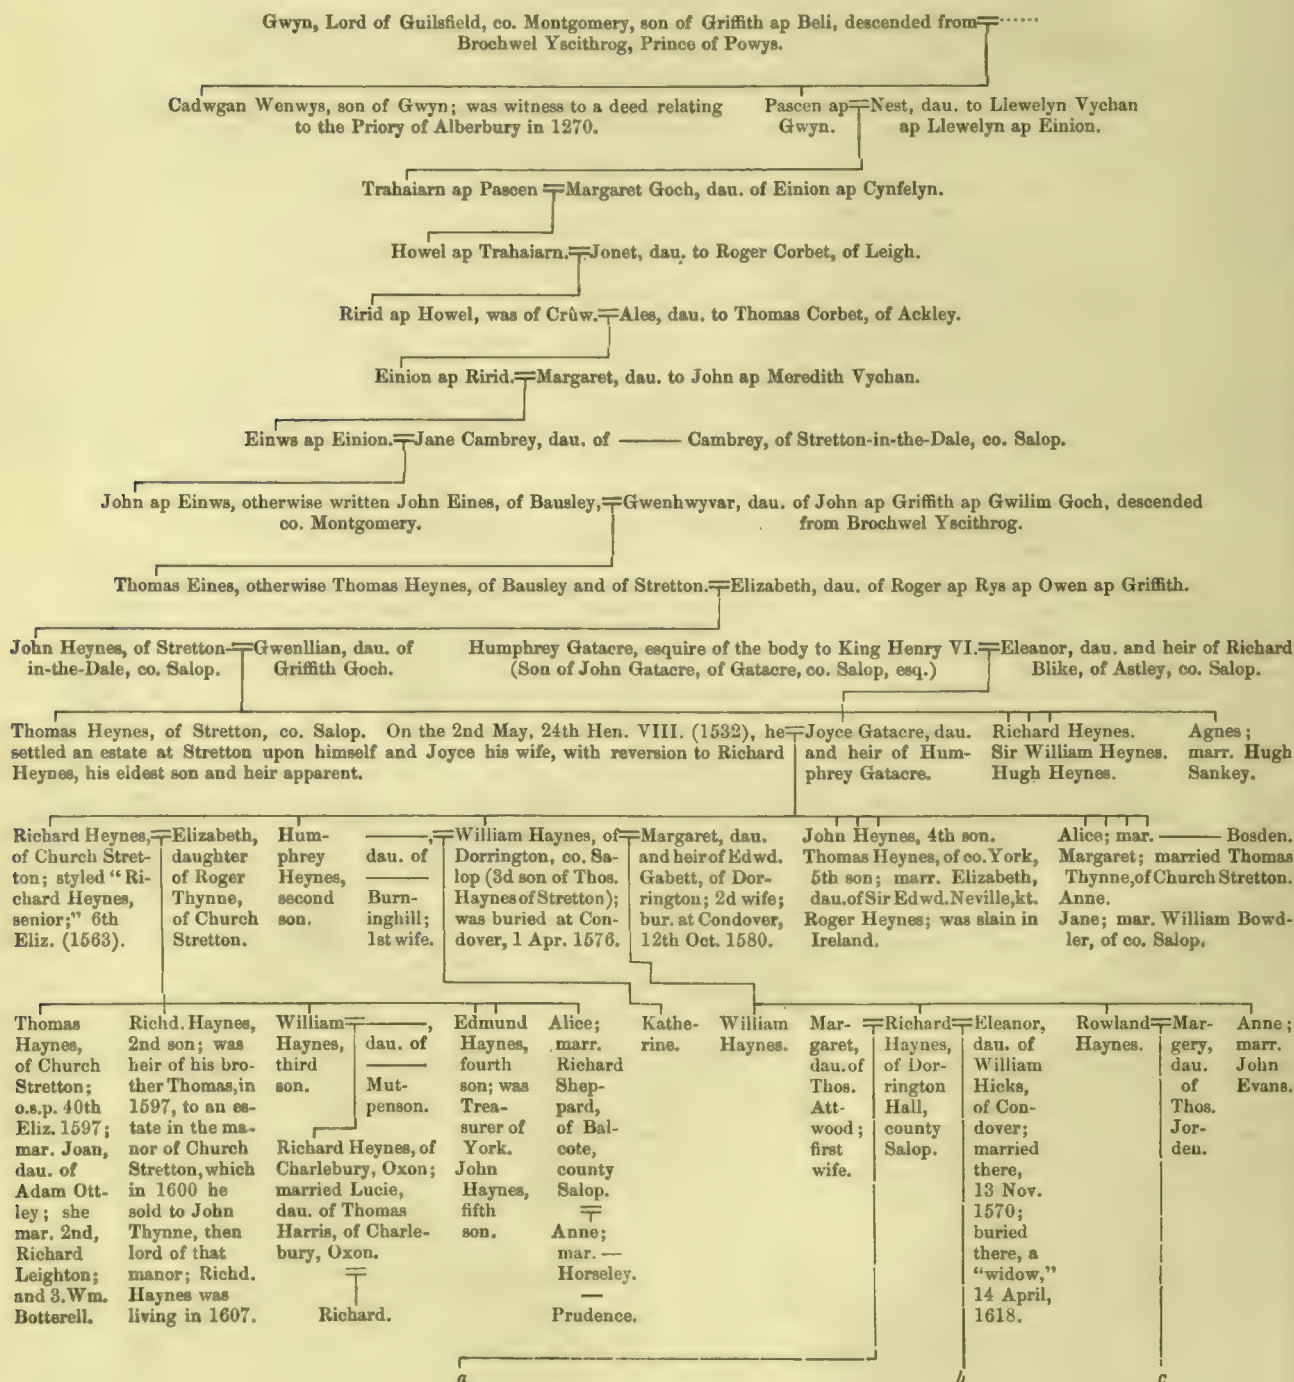 Gwyn, Lord of Guilsfield, co. Montgomery, son of Griffith ap Beli, descended from=······
Brochwel Yscithrog, Prince of Powys.
Cadwgan Wenwys, son of Gwyn; was witness to a deed relating
to the Priory of Alberbury in 1270.
Pascen ap=Nest, dau. to Llewelyn Vychan
Gwyn. ap Llewelyn ap Einion.
Trahaiarn ap Pascen=Margaret Goch, dau. of Einion ap Cynfelyn.
Howel ap Trahaiarn.=Jonet, dau. to Roger Corbet, of Leigh.
Ririd ap Howel, was of Crûw.=Ales, dau. to Thomas Corbet, of Ackley.
Einion ap Ririd.=Margaret, dau. to John ap Meredith Vychan.
Einws ap Einion.=Jane Cambrey, dau. of —— Cambrey, of Stretton-in-the-Dale, co. Salop.
John ap Einws, otherwise written John Eines, of Bausley,=Gwenhwyvar, dau. of John ap Griffith ap Gwilim Goch, descended
co. Montgomery. from Brochwel Yscithrog.
Thomas Eines, otherwise Thomas Heynes, of Bausley and of Stretton.=Elizabeth, dau. of Roger ap Rys ap Owen ap Griffith.
John Heynes, of Stretton-=Gwenllian, dau. of
in-the-Dale, co. Salop. Griffith Goch.
Humphrey Gatacre, esquire of the body to King Henry VI.=Eleanor, dau. and heir of Richard
(Son of John Gatacre, of Gatacre, co. Salop, esq.) Blike, of Astley, co. Salop.
Thomas Heynes, of Stretton, co. Salop. On the 2nd May, 24th Hen. VIII. (1532), he=
settled an estate at Stretton upon himself and Joyce his wife, with reversion to Richard
Heynes, his eldest son and heir apparent.
Joyce Gatacre, dau.
and heir of Hum-
phrey Gatacre.
Richard Heynes.
Sir William Heynes.
Hugh Heynes.
Agnes;
marr. Hugh
Sankey.
Richard Heynes,=
of Church Stret-
ton; styled "Ri-
chard Heynes,
senior;" 6th
Eliz. (1563).
Elizabeth,
daughter
of Roger
Thynne,
of Church
Stretton.
Hum-
phrey
Heynes,
second
son.
——,=
dau. of
——
Burn-
inghill;
1st wife.
William Haynes, of=
Dorrington, co. Sa-
lop (3d son of Thos.
Haynes of Stretton);
was buried at Con-
dover, 1 Apr. 1576.
Margaret, dau.
and heir of Edwd.
Gabett, of Dor-
rington; 2d wife;
bur. at Condover,
12th Oct. 1580.
John Heynes, 4th son.
Thomas Heynes, of co. York,
5th son; marr. Elizabeth,
dau. of Sir Edwd. Neville, kt.
Roger Heynes; was slain in
Ireland.
Alice; mar. —— Bosden.
Margaret; married Thomas
Thynne, of Church Stretton.
Anne.
Jane; mar. William Bowd-
ler, of co. Salop.
Thomas
Haynes,
of Church
Stretton;
o.s.p. 40th
Eliz. 1597;
mar. Joan,
dau. of
Adam Ott-
ley; she
mar. 2nd,
Richard
Leighton;
and 3. Wm.
Botterell.
Richd. Haynes,
2nd son; was
heir of his bro-
ther Thomas, in
1597, to an es-
tate in the ma-
nor of Church
Stretton, which
in 1600 he
sold to John
Thynne, then
lord of that
manor; Richd.
Haynes was
living in 1607.
William=
Haynes,
third
son.
——,
dau. of
——
Mut-
penson.
Richard Heynes, of
Charlebury, Oxon;
married Lucie,
dau. of Thomas
Harris, of Charle-
bury, Oxon.
=
Richard.
Edmund
Haynes,
fourth
son; was
Trea-
surer of
York.
John
Haynes,
fifth
son.
Alice;
marr.
Richard
Shep-
pard,
of Bal-
cote,
county
Salop.
=
Anne;
mar. —
Horseley.
—
Prudence.
Kathe-
rine.
William
Haynes.
Mar-
garet,
dau. of
Thos.
Att-
wood;
first
wife.
=Richard=
Haynes,
of Dor-
rington
Hall,
county
Salop.
Eleanor,
dau. of
William
Hicks,
of Con-
dover;
married
there,
13 Nov.
1570;
buried
there, a
"widow,"
14 April,
1618.
Rowland=
Haynes.
Mar-
gery,
dau.
of
Thos.
Jor-
den.
Anne;
marr.
John
Evans.
a b c